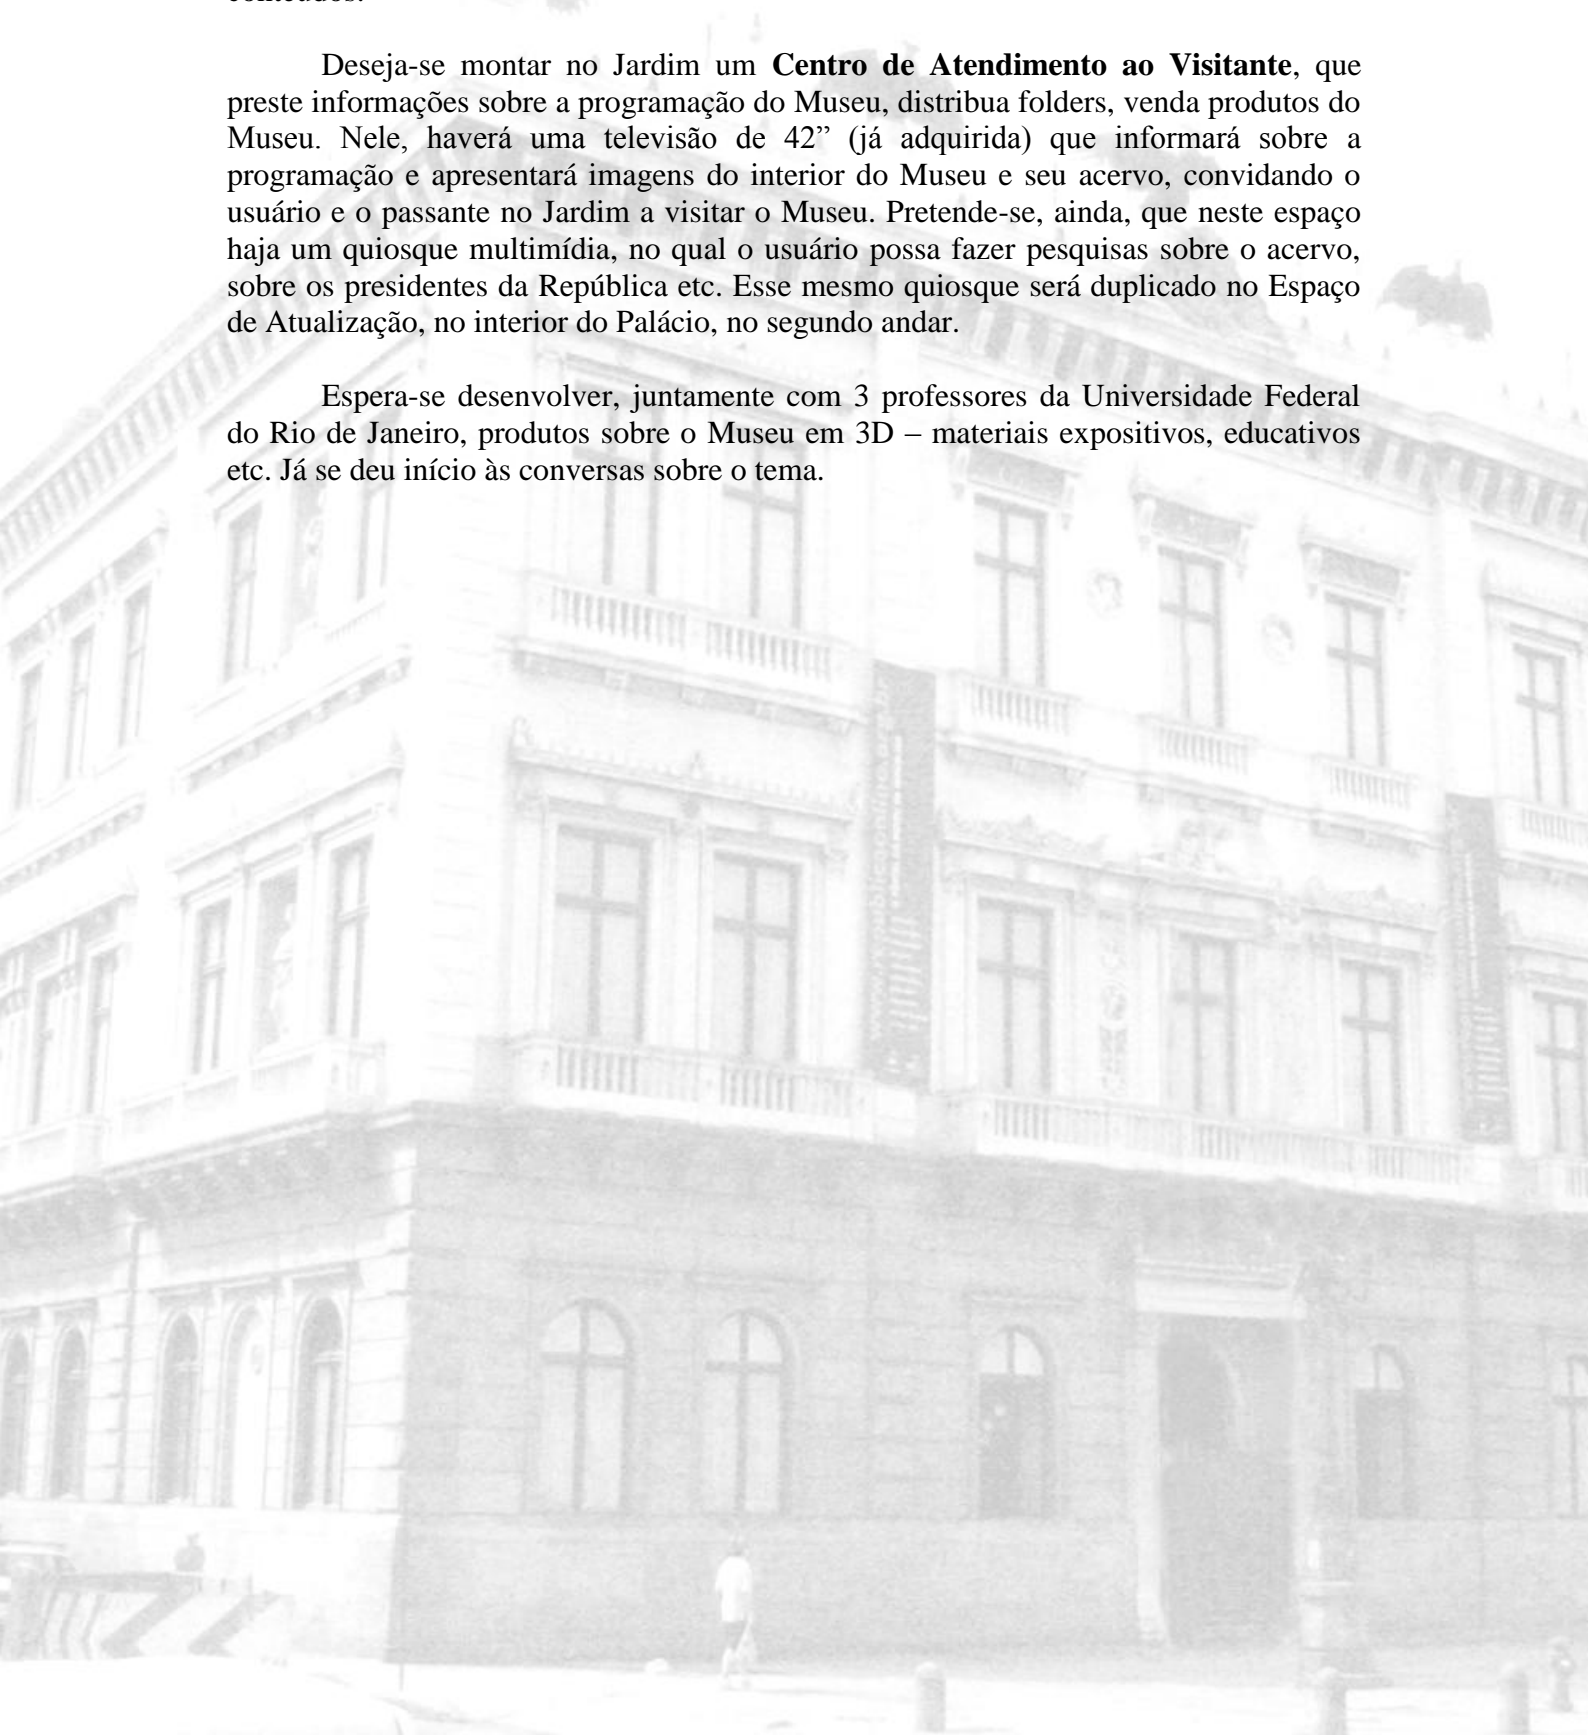 conteúdos.
Deseja-se montar no Jardim um Centro de Atendimento ao Visitante, que
preste informações sobre a programação do Museu, distribua folders, venda produtos do
Museu. Nele, haverá uma televisão de 42” (já adquirida) que informará sobre a
programação e apresentará imagens do interior do Museu e seu acervo, convidando o
usuário e o passante no Jardim a visitar o Museu. Pretende-se, ainda, que neste espaço
haja um quiosque multimídia, no qual o usuário possa fazer pesquisas sobre o acervo,
sobre os presidentes da República etc. Esse mesmo quiosque será duplicado no Espaço
de Atualização, no interior do Palácio, no segundo andar.
Espera-se desenvolver, juntamente com 3 professores da Universidade Federal
do Rio de Janeiro, produtos sobre o Museu em 3D – materiais expositivos, educativos
etc. Já se deu início às conversas sobre o tema.